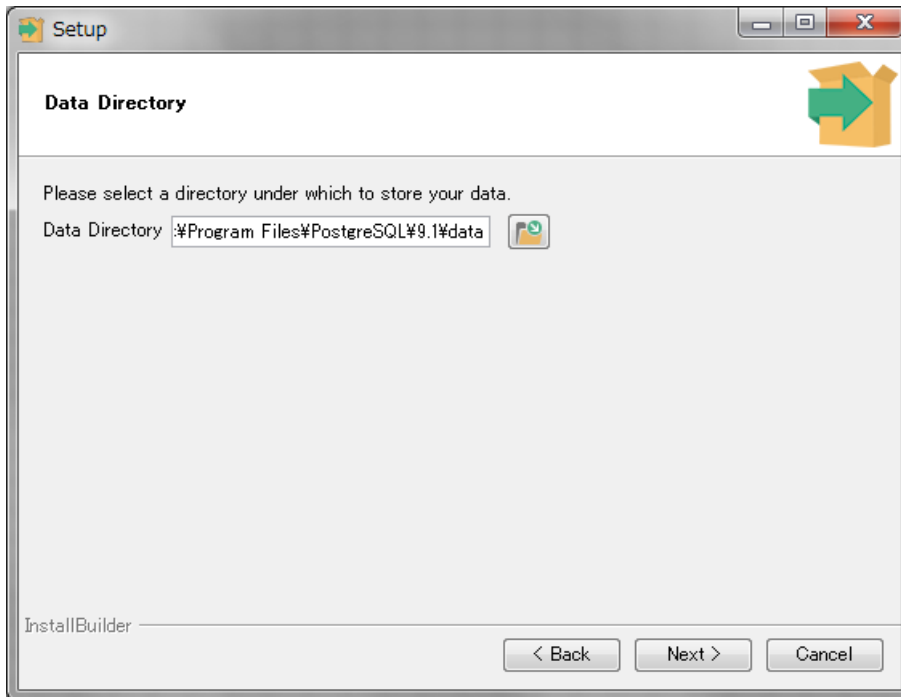 Setup
Data Directory
Please select a directory under which to store your data.
Data Directory :¥Program Files¥PostgreSQL¥9.1¥data
InstallBuilder
< Back Next > Cancel